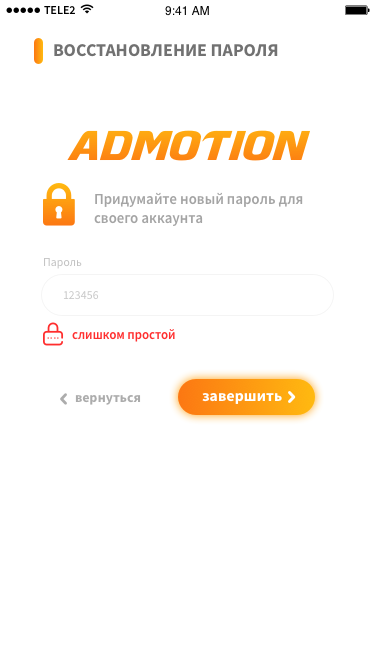 TELE2 9:41 AM
ВОССТАНОВЛЕНИЕ ПАРОЛЯ
ADMOTION
Придумайте новый пароль для
своего аккаунта
Пароль
123456
слишком простой
вернуться завершить